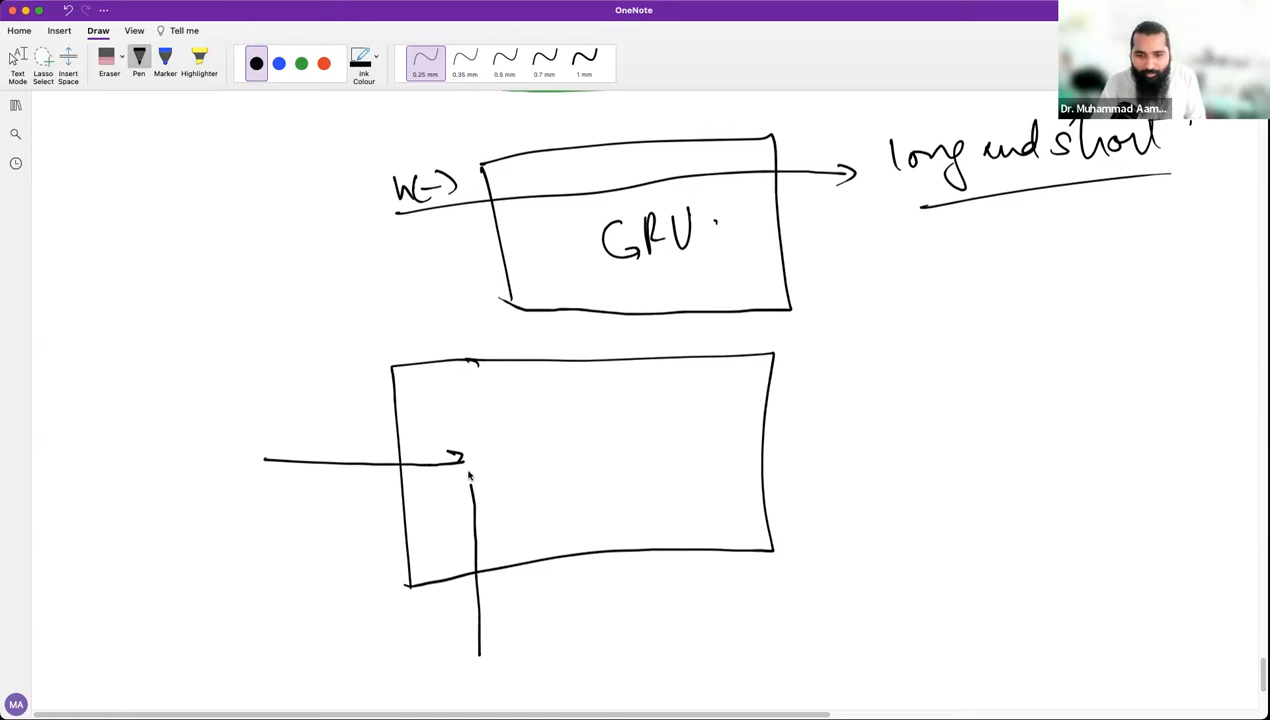 OneNote
Home Insert Draw View Tell me
Text Mode
Lasso Select
Insert Space
Eraser
Pen
Marker
Highlighter
Ink Colour
0.25 mm
0.35 mm
0.5 mm
0.7 mm
1 mm
Dr. Muhammad Aam...
long and short
GRU
MA